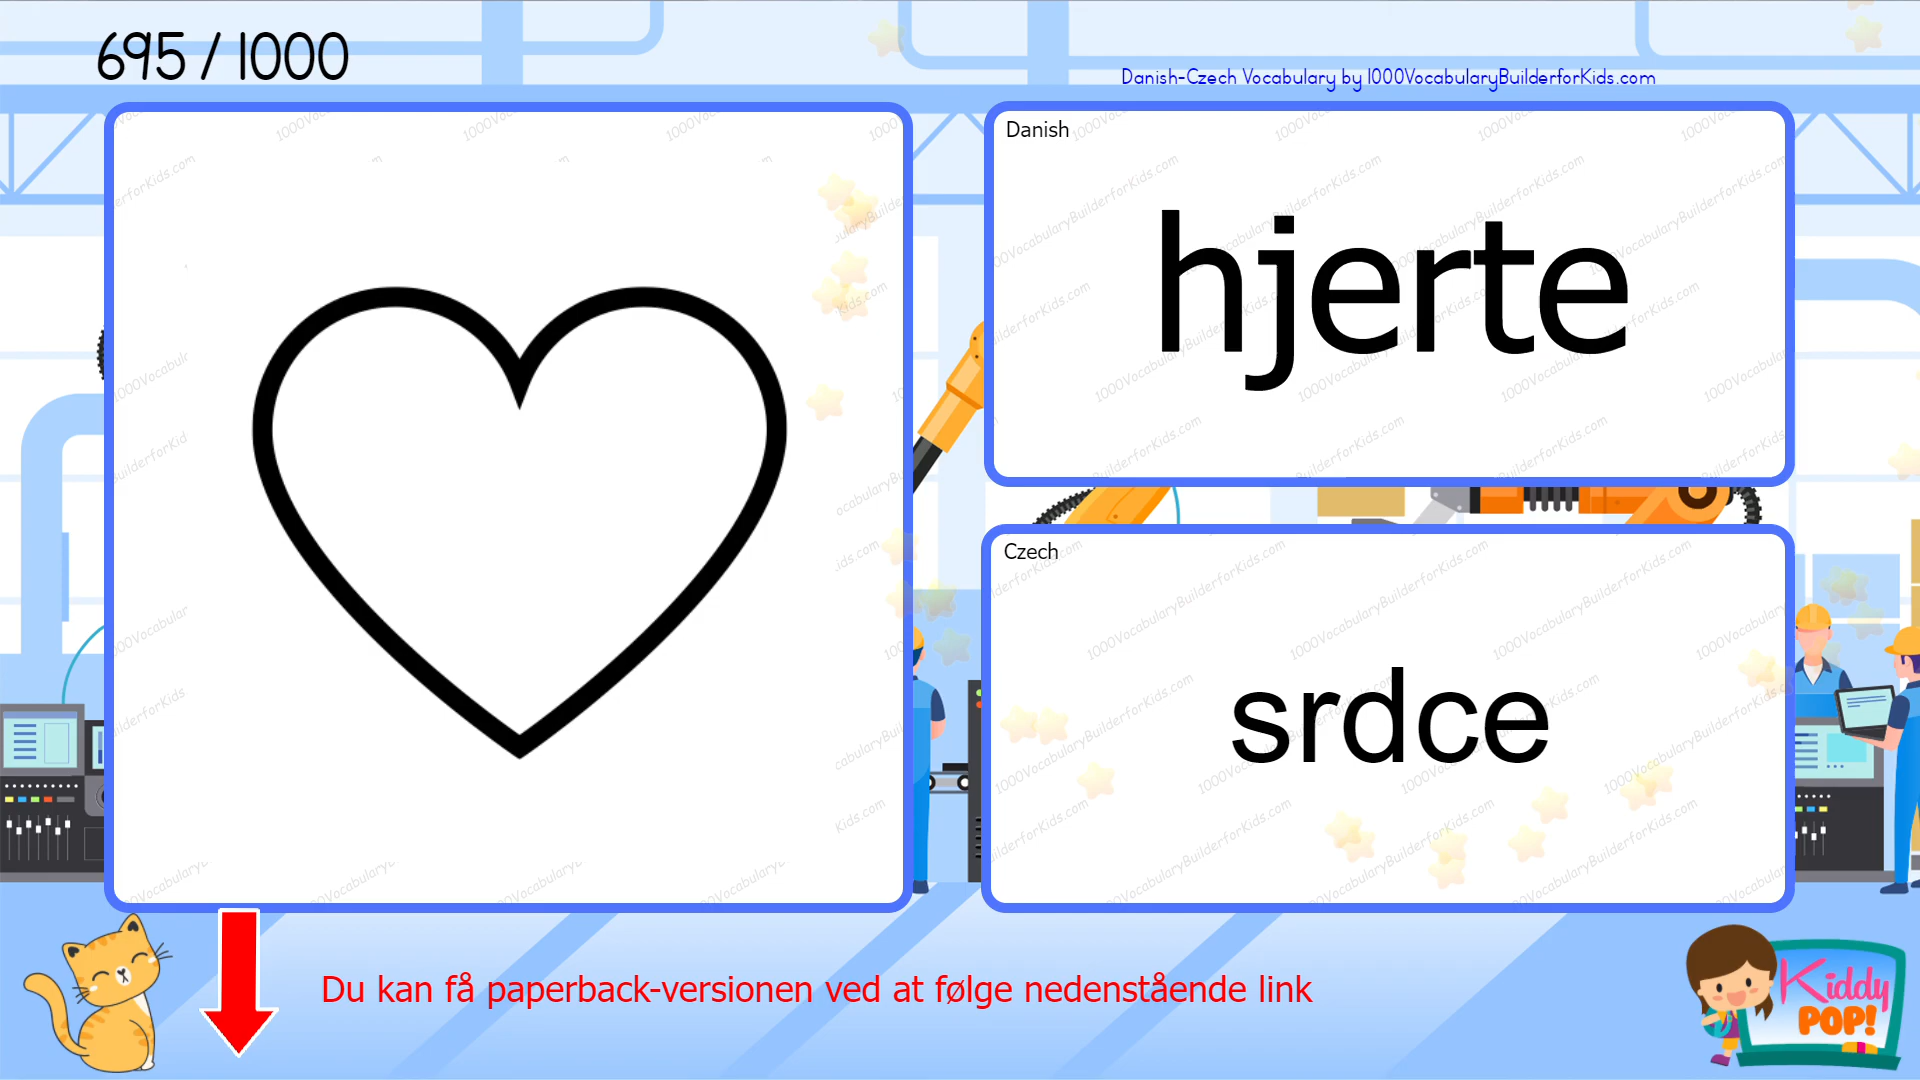 695 / 1000
Danish-Czech Vocabulary by 1000VocabularyBuilderforKids.com
Danish
hjerte
Czech
srdce
Du kan få paperback-versionen ved at følge nedenstående link
Kiddy
POP!